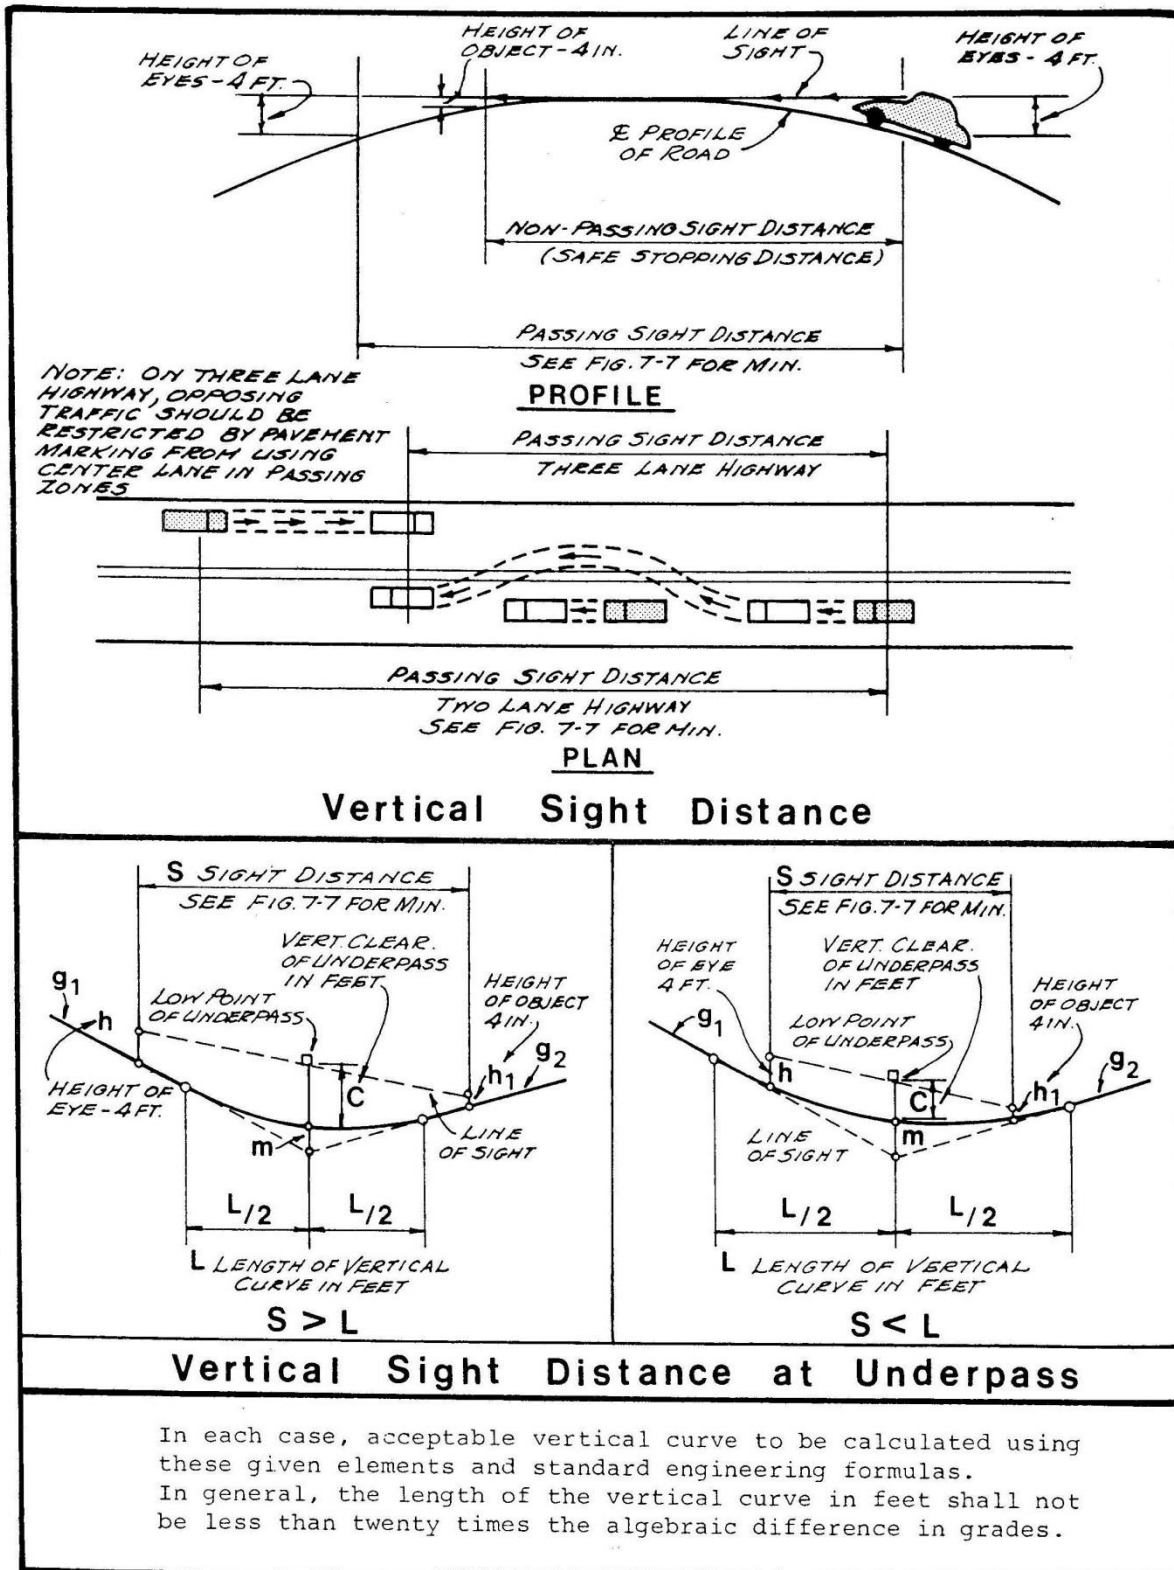 HEIGHT OF
EYES-4 FT.
HEIGHT OF
OBJECT-4 IN.
LINE OF
SIGHT
HEIGHT OF
EYES-4 FT.
℄ PROFILE
OF ROAD
NON-PASSING SIGHT DISTANCE
(SAFE STOPPING DISTANCE)
PASSING SIGHT DISTANCE
SEE FIG. 7-7 FOR MIN.
PROFILE
NOTE: ON THREE LANE
HIGHWAY, OPPOSING
TRAFFIC SHOULD BE
RESTRICTED BY PAVEMENT
MARKING FROM USING
CENTER LANE IN PASSING
ZONES
PASSING SIGHT DISTANCE
THREE LANE HIGHWAY
PASSING SIGHT DISTANCE
TWO LANE HIGHWAY
SEE FIG. 7-7 FOR MIN.
PLAN
Vertical Sight Distance
S SIGHT DISTANCE
SEE FIG. 7-7 FOR MIN.
VERT. CLEAR.
OF UNDERPASS
IN FEET
g1
h
LOW POINT
OF UNDERPASS
HEIGHT
OF OBJECT
4 IN.
g2
h1
HEIGHT OF
EYE-4 FT.
C
m
LINE
OF SIGHT
L/2
L/2
L LENGTH OF VERTICAL
CURVE IN FEET
S > L
S SIGHT DISTANCE
SEE FIG. 7-7 FOR MIN.
HEIGHT
OF EYE
4 FT.
VERT. CLEAR.
OF UNDERPASS
IN FEET
HEIGHT
OF OBJECT
4 IN.
g1
LOW POINT
OF UNDERPASS
g2
h
C
h1
m
LINE
OF SIGHT
L/2
L/2
L LENGTH OF VERTICAL
CURVE IN FEET
S < L
Vertical Sight Distance at Underpass
In each case, acceptable vertical curve to be calculated using
these given elements and standard engineering formulas.
In general, the length of the vertical curve in feet shall not
be less than twenty times the algebraic difference in grades.